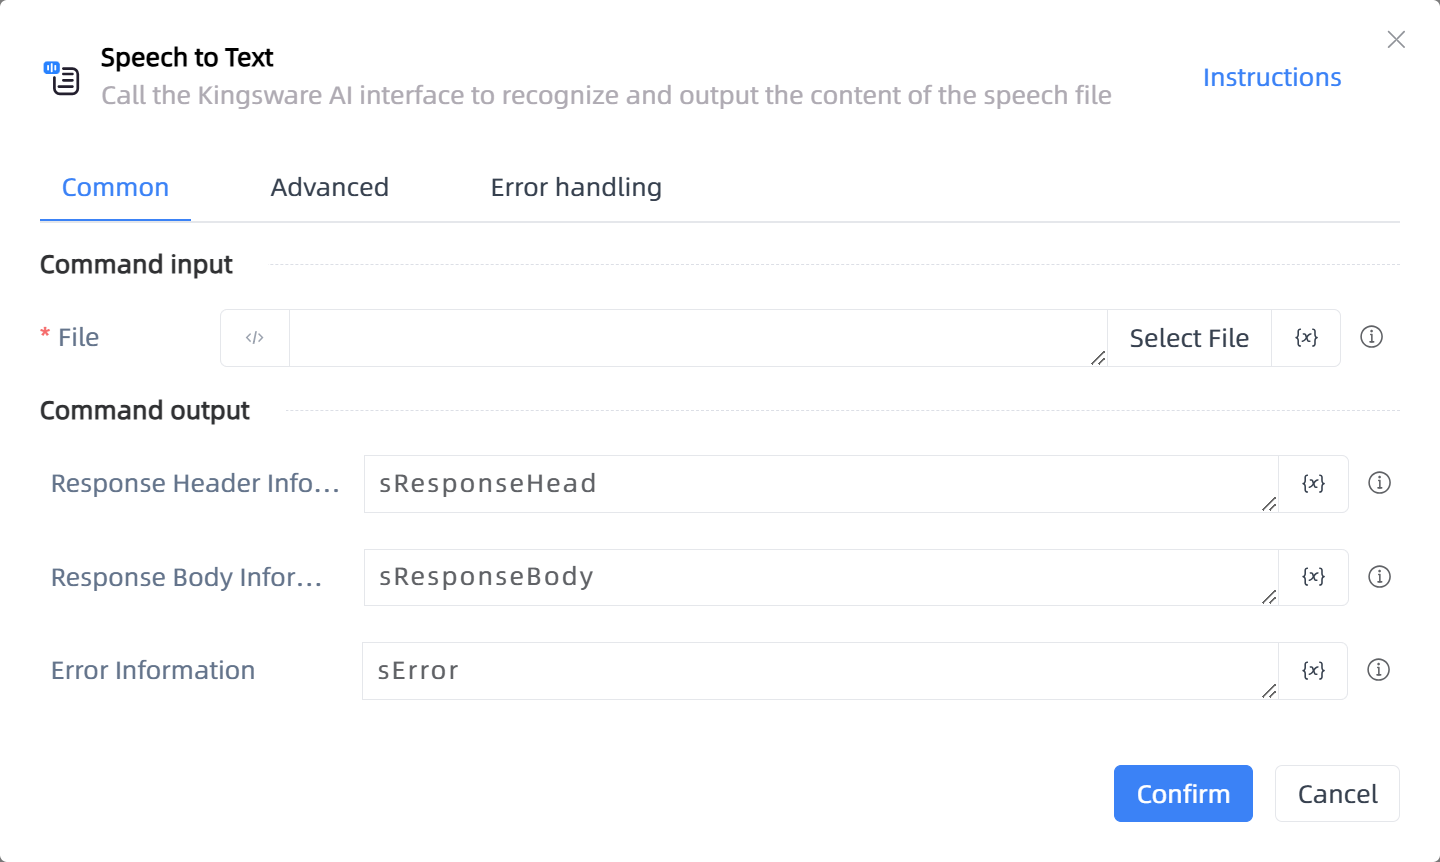 Speech to Text
Call the Kingsware AI interface to recognize and output the content of the speech file
Instructions
Common Advanced Error handling
Command input
* File </> Select File {x}
Command output
Response Header Info... sResponseHead {x}
Response Body Infor... sResponseBody {x}
Error Information sError {x}
Confirm Cancel